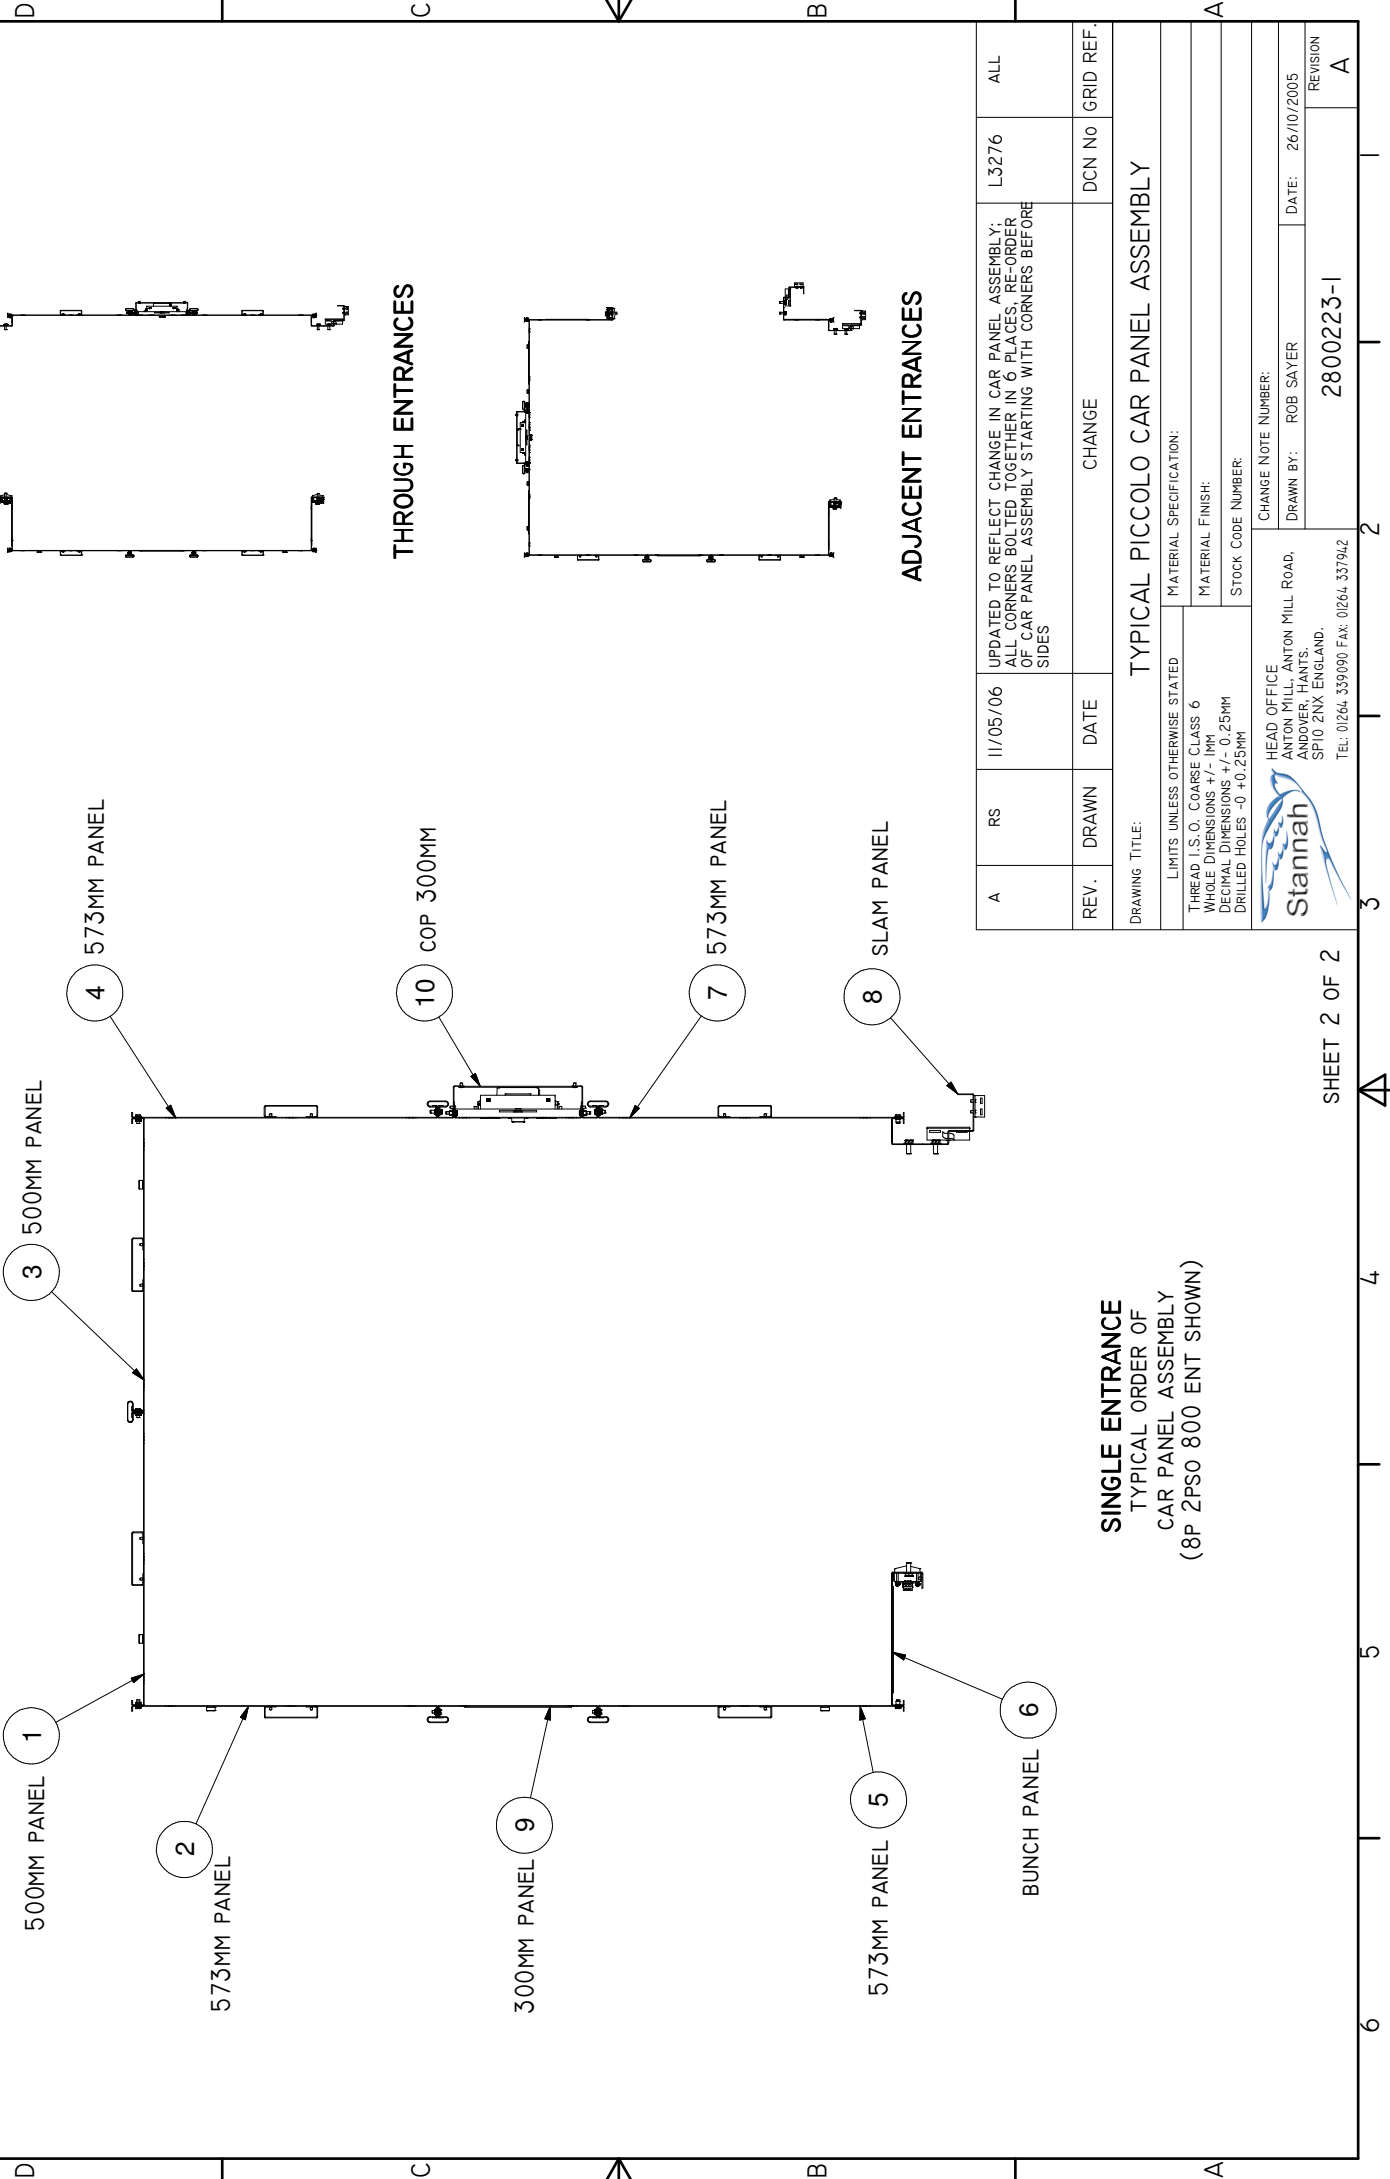 D
C
B
A
500MM PANEL
1
3
500MM PANEL
2
573MM PANEL
4
573MM PANEL
9
300MM PANEL
10
COP 300MM
5
573MM PANEL
7
573MM PANEL
6
BUNCH PANEL
8
SLAM PANEL
SINGLE ENTRANCE
TYPICAL ORDER OF
CAR PANEL ASSEMBLY
(8P 2PSO 800 ENT SHOWN)
THROUGH ENTRANCES
ADJACENT ENTRANCES
A
RS
11/05/06
UPDATED TO REFLECT CHANGE IN CAR PANEL ASSEMBLY;
ALL CORNERS BOLTED TOGETHER IN 6 PLACES, RE-ORDER
OF CAR PANEL ASSEMBLY STARTING WITH CORNERS BEFORE
SIDES
L3276
ALL
REV.
DRAWN
DATE
CHANGE
DCN No
GRID REF.
DRAWING TITLE:
TYPICAL PICCOLO CAR PANEL ASSEMBLY
LIMITS UNLESS OTHERWISE STATED
THREAD I.S.O. COARSE CLASS 6
WHOLE DIMENSIONS +/- 1MM
DECIMAL DIMENSIONS +/- 0.25MM
DRILLED HOLES -0 +0.25MM
MATERIAL SPECIFICATION:
MATERIAL FINISH:
STOCK CODE NUMBER:
Stannah
HEAD OFFICE
ANTON MILL, ANTON MILL ROAD,
ANDOVER, HANTS.
SP10 2NX ENGLAND.
TEL: 01264 339090 FAX: 01264 337942
CHANGE NOTE NUMBER:
DRAWN BY: ROB SAYER
DATE: 26/10/2005
2800223-1
REVISION
A
SHEET 2 OF 2
6
5
4
3
2
1
D
C
B
A